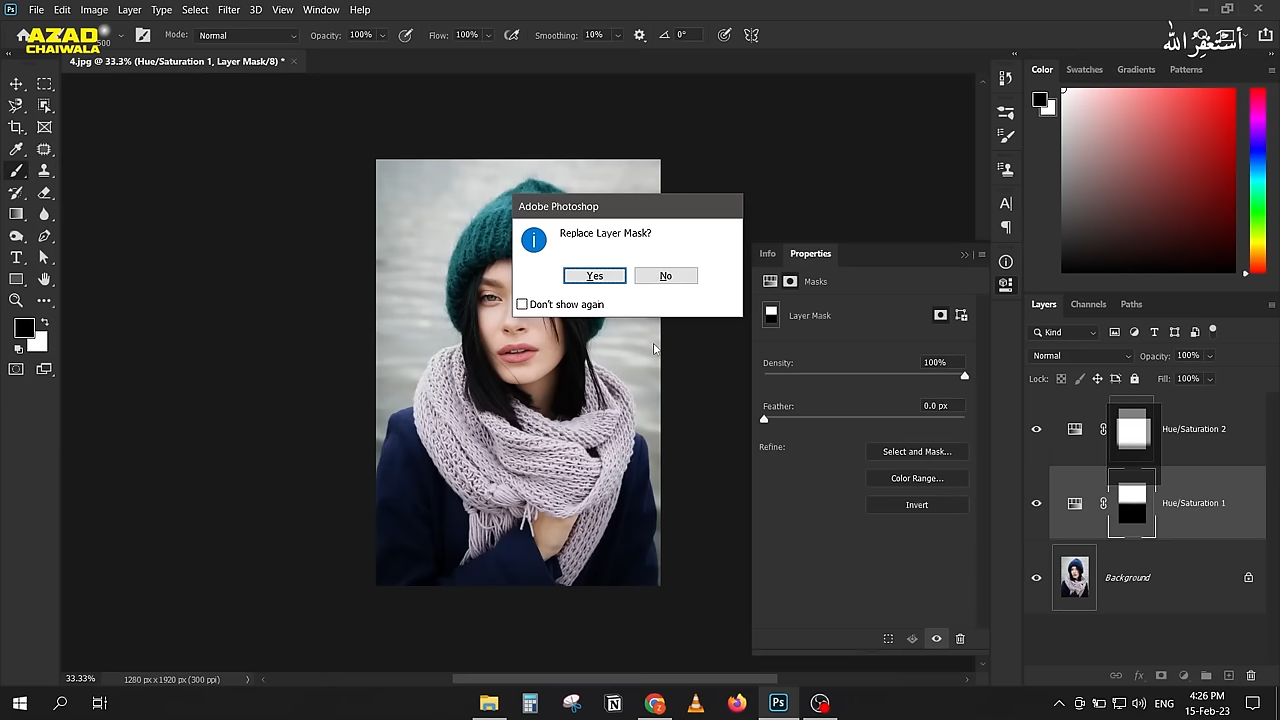 File Edit Image Layer Type Select Filter 3D View Window Help
AZAD
CHAIWALA
أستغفر الله
500 Mode: Normal Opacity: 100% Flow: 100% Smoothing: 10% 0°
4.jpg @ 33.3% (Hue/Saturation 1, Layer Mask/8) *
Color Swatches Gradients Patterns
Adobe Photoshop
Replace Layer Mask?
Yes No
Don't show again
Info Properties
Masks
Layer Mask
Density: 100%
Feather: 0.0 px
Refine: Select and Mask...
Color Range...
Invert
Layers Channels Paths
Kind
Normal Opacity: 100%
Lock: Fill: 100%
Hue/Saturation 2
Hue/Saturation 1
Background
33.33% 1280 px x 1920 px (300 ppi)
4:26 PM
ENG
15-Feb-23